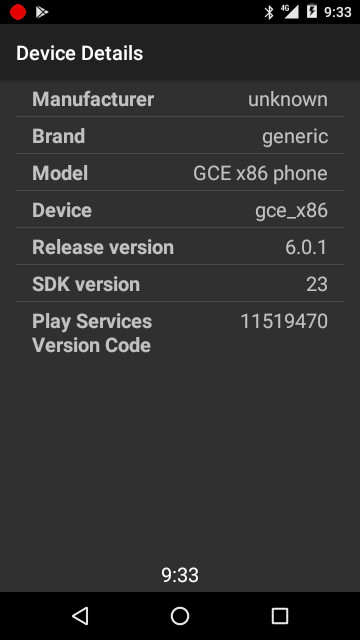 4G 9:33
Device Details
Manufacturer unknown
Brand generic
Model GCE x86 phone
Device gce_x86
Release version 6.0.1
SDK version 23
Play Services 11519470
Version Code
9:33